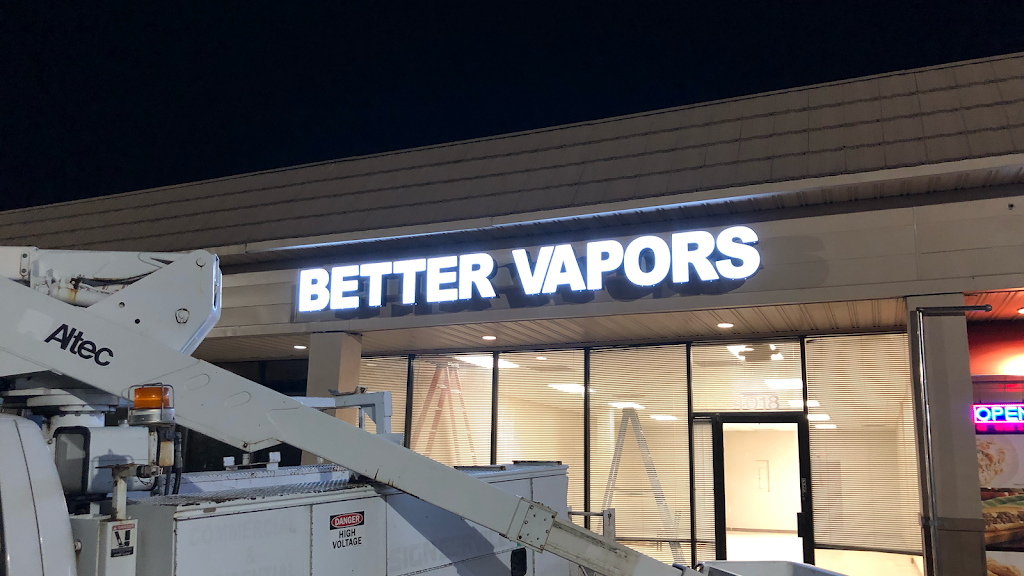 BETTER VAPORS
Altec
OPEN
DANGER
HIGH
VOLTAGE